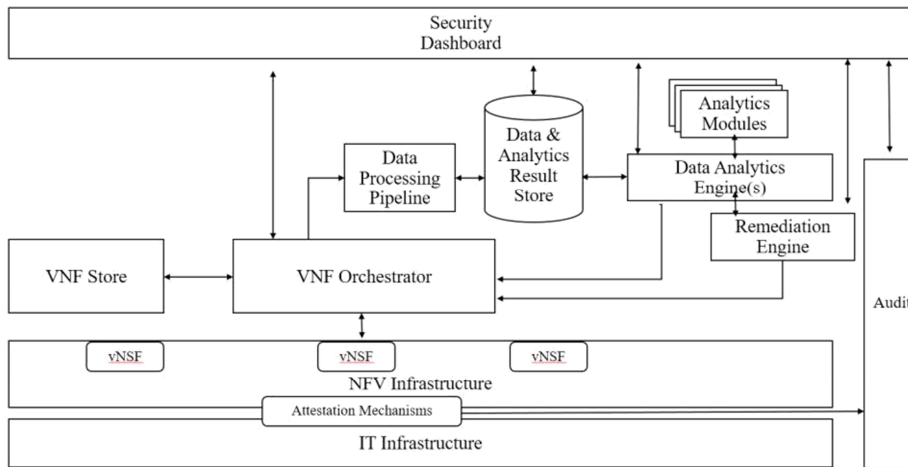 Security
Dashboard
Analytics
Modules
Data &
Analytics
Result
Store
Data
Processing
Pipeline
Data Analytics
Engine(s)
Remediation
Engine
VNF Store
VNF Orchestrator
Audit
vNSF
vNSF
vNSF
NFV Infrastructure
Attestation Mechanisms
IT Infrastructure